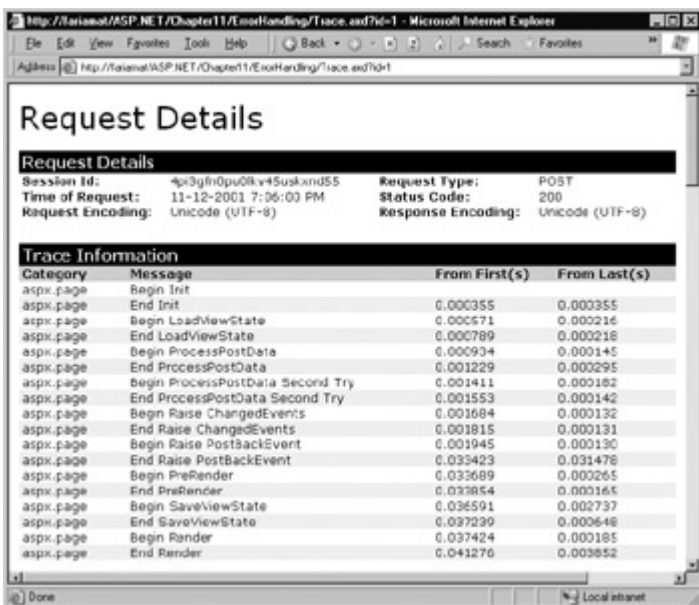 http://fariamat/ASP.NET/Chapter11/ErrorHandling/Trace.axd?id=1 - Microsoft Internet Explorer
File Edit View Favorites Tools Help Back Search Favorites
Address http://fariamat/ASP.NET/Chapter11/ErrorHandling/Trace.axd?id=1
Request Details
Request Details
Session Id: Request Type: POST
Time of Request: 11-12-2001 7:06:03 PM Status Code: 200
Request Encoding: Unicode (UTF-8) Response Encoding: Unicode (UTF-8)
Trace Information
Category Message From First(s) From Last(s)
aspx.page Begin Init
aspx.page End Init 0.000355 0.000355
aspx.page Begin LoadViewState 0.000571 0.000216
aspx.page End LoadViewState 0.000789 0.000218
aspx.page Begin ProcessPostData 0.000934 0.000145
aspx.page End ProcessPostData 0.001229 0.000295
aspx.page Begin ProcessPostData Second Try 0.001411 0.000182
aspx.page End ProcessPostData Second Try 0.001553 0.000142
aspx.page Begin Raise ChangedEvents 0.001684 0.000132
aspx.page End Raise ChangedEvents 0.001815 0.000131
aspx.page Begin Raise PostBackEvent 0.001945 0.000130
aspx.page End Raise PostBackEvent 0.033423 0.031478
aspx.page Begin PreRender 0.033689 0.000265
aspx.page End PreRender 0.033854 0.000165
aspx.page Begin SaveViewState 0.036591 0.002737
aspx.page End SaveViewState 0.037239 0.000648
aspx.page Begin Render 0.037424 0.000185
aspx.page End Render 0.041276 0.003852
Done Local intranet